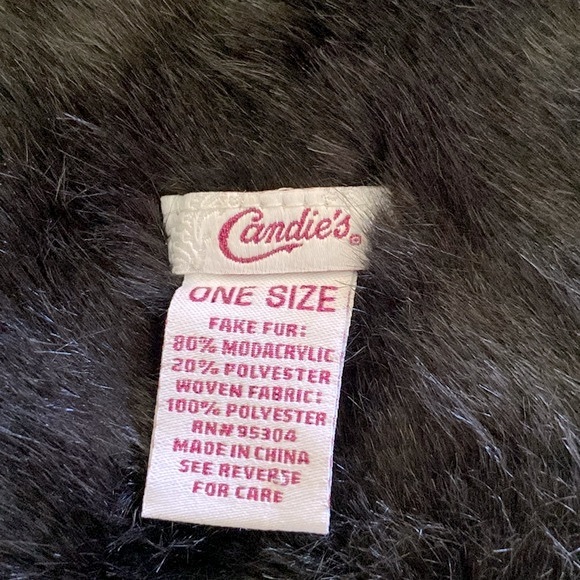 Candie's®
ONE SIZE
FAKE FUR:
80% MODACRYLIC
20% POLYESTER
WOVEN FABRIC:
100% POLYESTER
RN# 95304
MADE IN CHINA
SEE REVERSE
FOR CARE